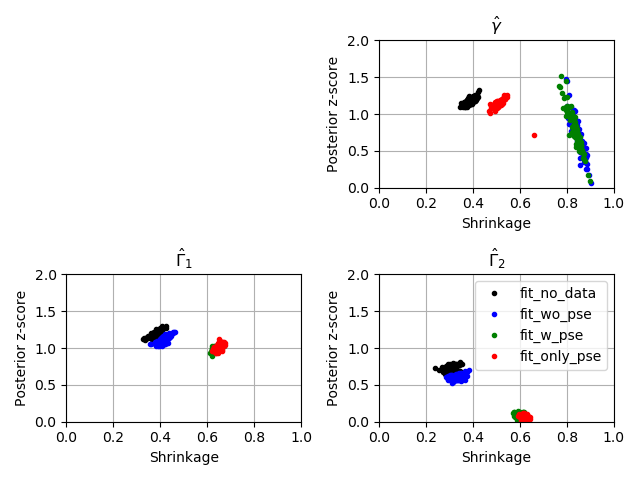 γ̂
2.0
1.5
1.0
0.5
0.0
Posterior z-score
0.0 0.2 0.4 0.6 0.8 1.0
Shrinkage
Γ̂₁
2.0
1.5
1.0
0.5
0.0
Posterior z-score
0.0 0.2 0.4 0.6 0.8 1.0
Shrinkage
Γ̂₂
2.0
1.5
1.0
0.5
0.0
Posterior z-score
fit_no_data
fit_wo_pse
fit_w_pse
fit_only_pse
0.0 0.2 0.4 0.6 0.8 1.0
Shrinkage